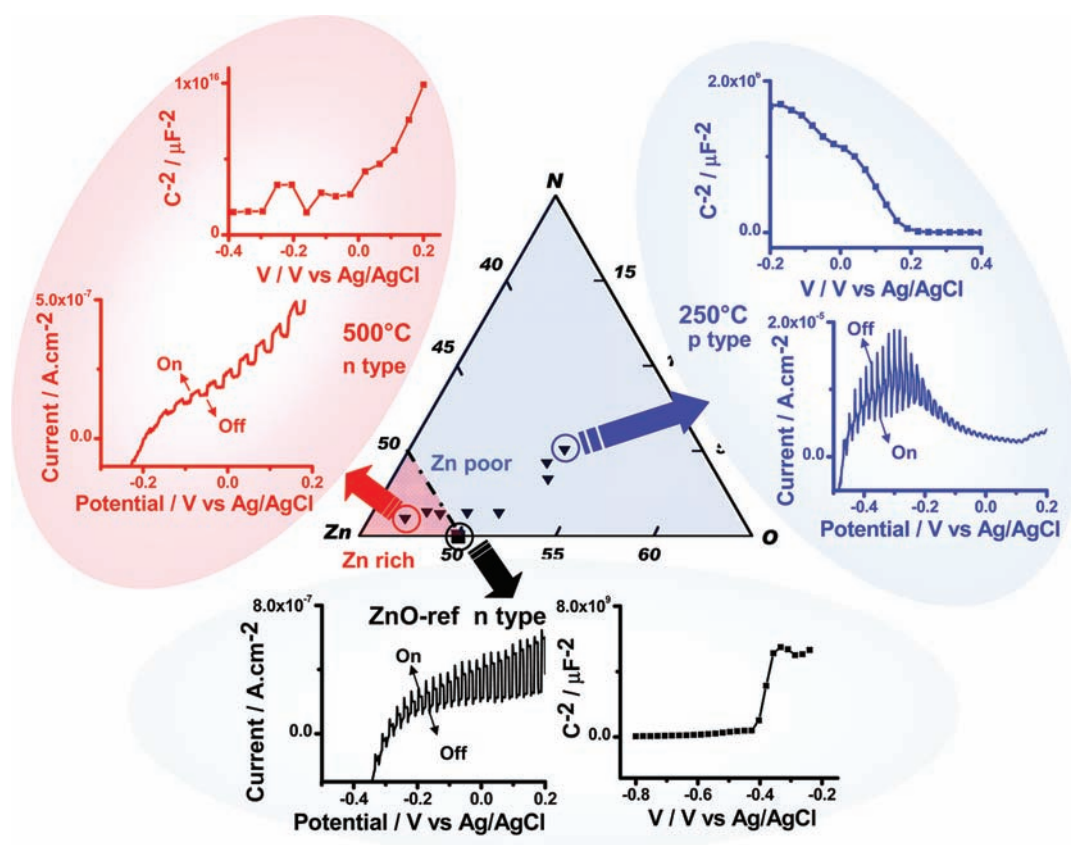 1x10^16
C^-2 / µF^-2
0
-0.4 -0.2 0.0 0.2
V / V vs Ag/AgCl
2.0x10^6
C^-2 / µF^-2
0.0
-0.2 0.0 0.2 0.4
V / V vs Ag/AgCl
5.0x10^-7
Current / A.cm^-2
0.0
On
Off
-0.2 -0.1 0.0 0.1 0.2
Potential / V vs Ag/AgCl
500°C
n type
N
40
15
45
50
Zn poor
Zn
Zn rich
50 55 60
O
250°C
p type
2.0x10^-5
Current / A.cm^-2
0.0
Off
On
-0.4 -0.2 0.0 0.2
Potential / V vs Ag/AgCl
ZnO-ref n type
8.0x10^-7
Current / A.cm^-2
0.0
On
Off
-0.4 -0.2 0.0 0.2
Potential / V vs Ag/AgCl
8.0x10^9
C^-2 / µF^-2
0.0
-0.8 -0.6 -0.4 -0.2
V / V vs Ag/AgCl